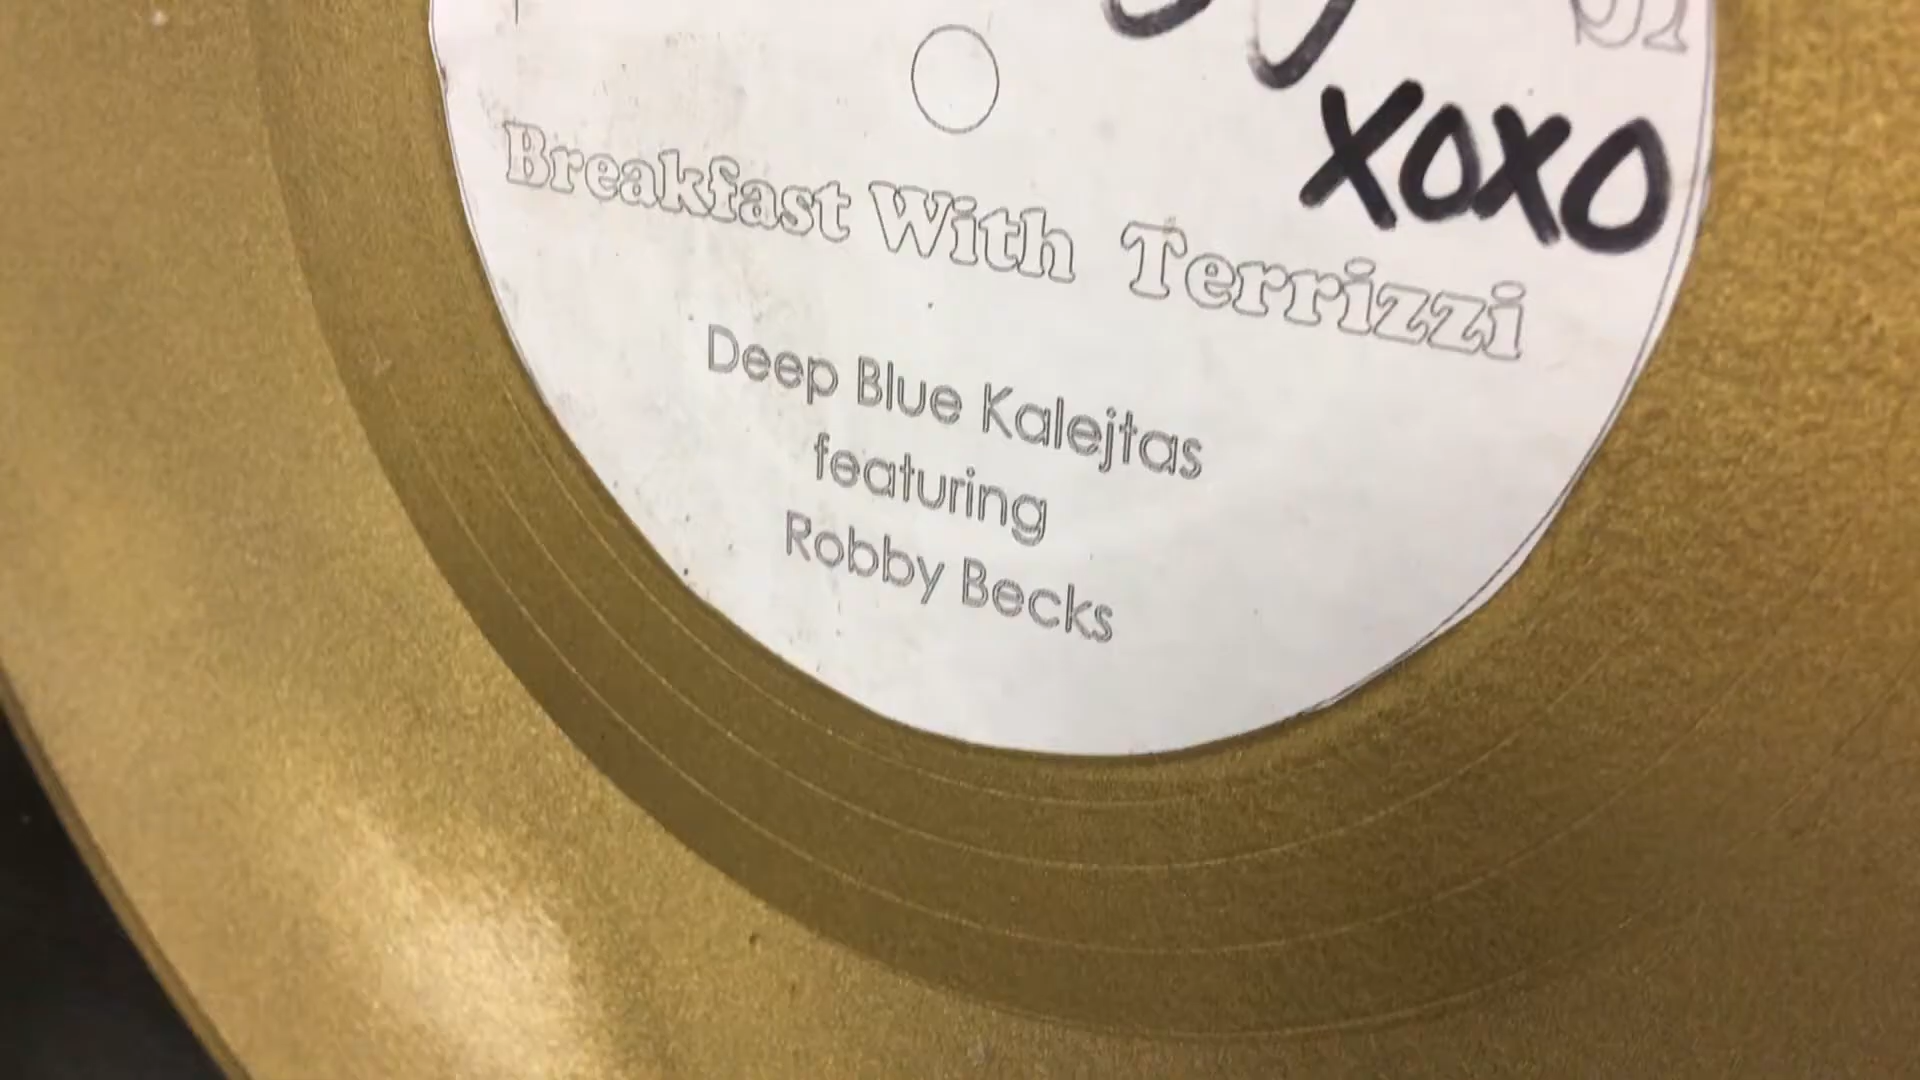 xoxo
Breakfast With Terrizzi
Deep Blue Kalejtas
featuring
Robby Becks